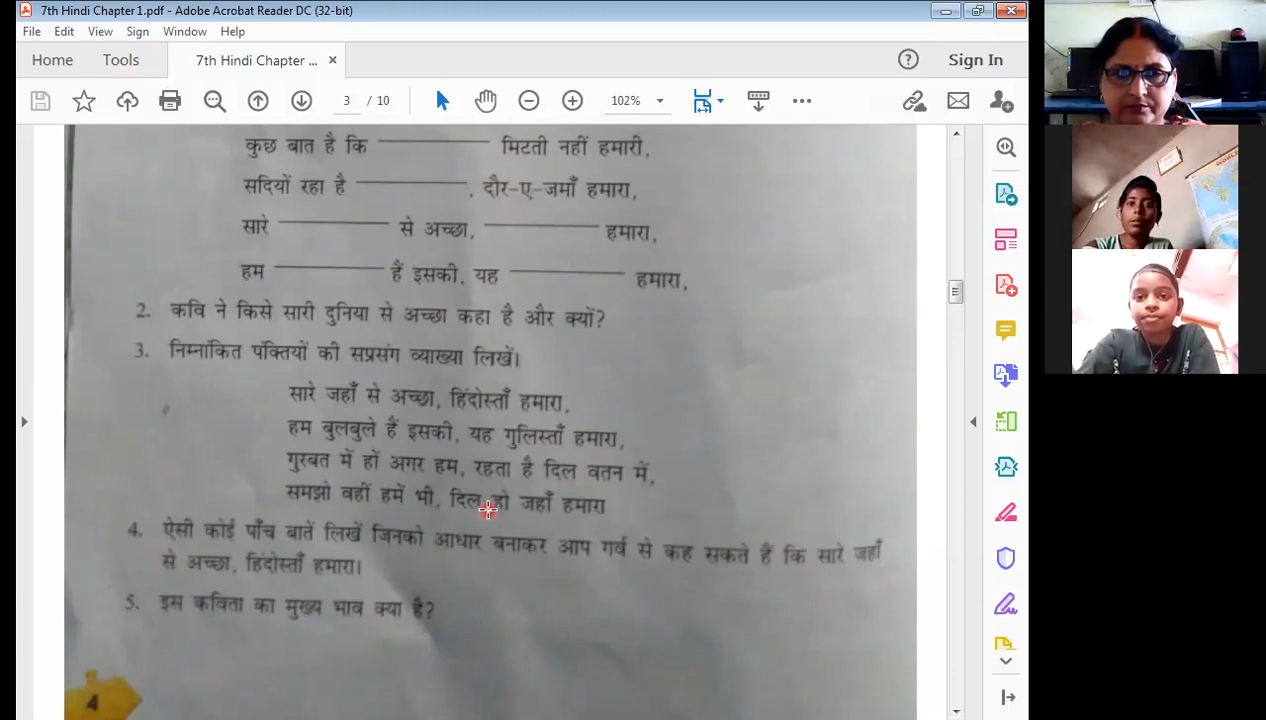 7th Hindi Chapter 1.pdf - Adobe Acrobat Reader DC (32-bit)
File Edit View Sign Window Help
Home Tools 7th Hindi Chapter ... × Sign In
3 / 10 102%
कुछ बात है कि ———— मिटती नहीं हमारी,
सदियों रहा है ————, दौर-ए-जमाँ हमारा,
सारे ———— से अच्छा, ———— हमारा,
हम ———— हैं इसकी, यह ———— हमारा,
2. कवि ने किसे सारी दुनिया से अच्छा कहा है और क्यों?
3. निम्नांकित पंक्तियों की सप्रसंग व्याख्या लिखें।
सारे जहाँ से अच्छा, हिंदोस्ताँ हमारा,
हम बुलबुले हैं इसकी, यह गुलिस्ताँ हमारा,
गुरबत में हों अगर हम, रहता है दिल वतन में,
समझो वहीं हमें भी, दिल हो जहाँ हमारा
4. ऐसी कोई पाँच बातें लिखें जिनको आधार बनाकर आप गर्व से कह सकते हैं कि सारे जहाँ
से अच्छा, हिंदोस्ताँ हमारा।
5. इस कविता का मुख्य भाव क्या है?
4